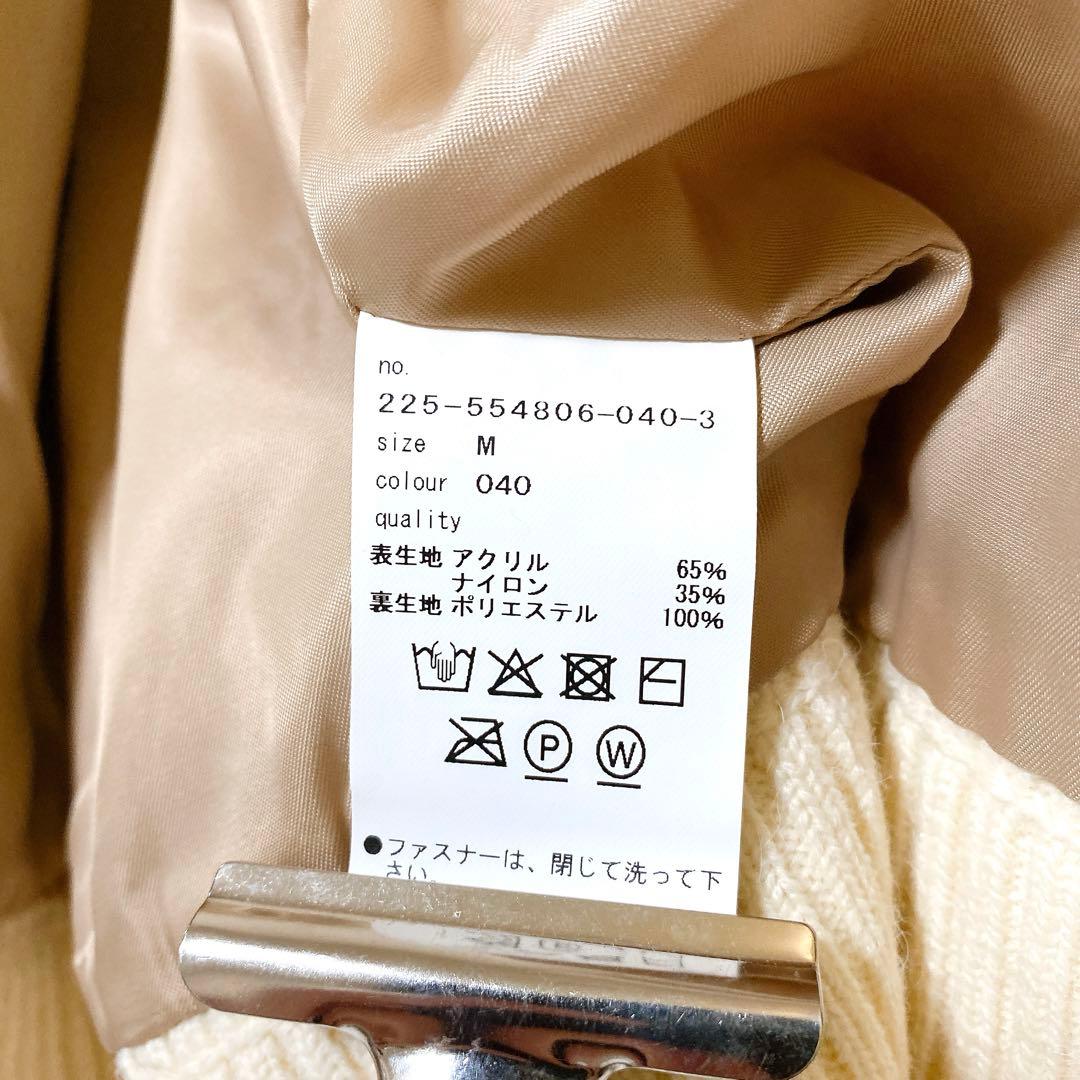 no.
225-554806-040-3
size M
colour 040
quality
表生地 アクリル 65%
ナイロン 35%
裏生地 ポリエステル 100%
P W
●ファスナーは、閉じて洗って下
さい。